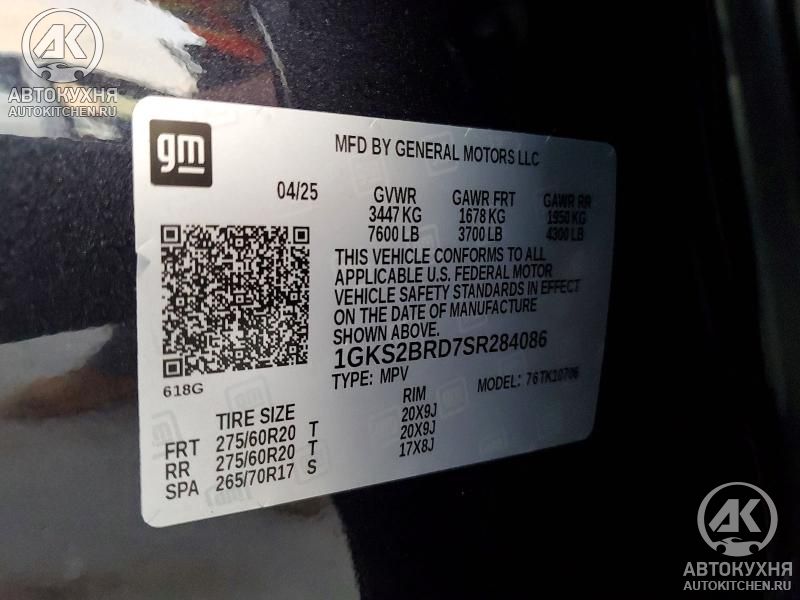 AK
АВТОКУХНЯ
AUTOKITCHEN.RU
gm
MFD BY GENERAL MOTORS LLC
04/25
GVWR GAWR FRT GAWR RR
3447 KG 1678 KG 1950 KG
7600 LB 3700 LB 4300 LB
THIS VEHICLE CONFORMS TO ALL
APPLICABLE U.S. FEDERAL MOTOR
VEHICLE SAFETY STANDARDS IN EFFECT
ON THE DATE OF MANUFACTURE
SHOWN ABOVE.
1GKS2BRD7SR284086
TYPE: MPV MODEL: 76TK10706
618G
TIRE SIZE RIM
FRT 275/60R20 T 20X9J
RR 275/60R20 T 20X9J
SPA 265/70R17 S 17X8J
AK
АВТОКУХНЯ
AUTOKITCHEN.RU